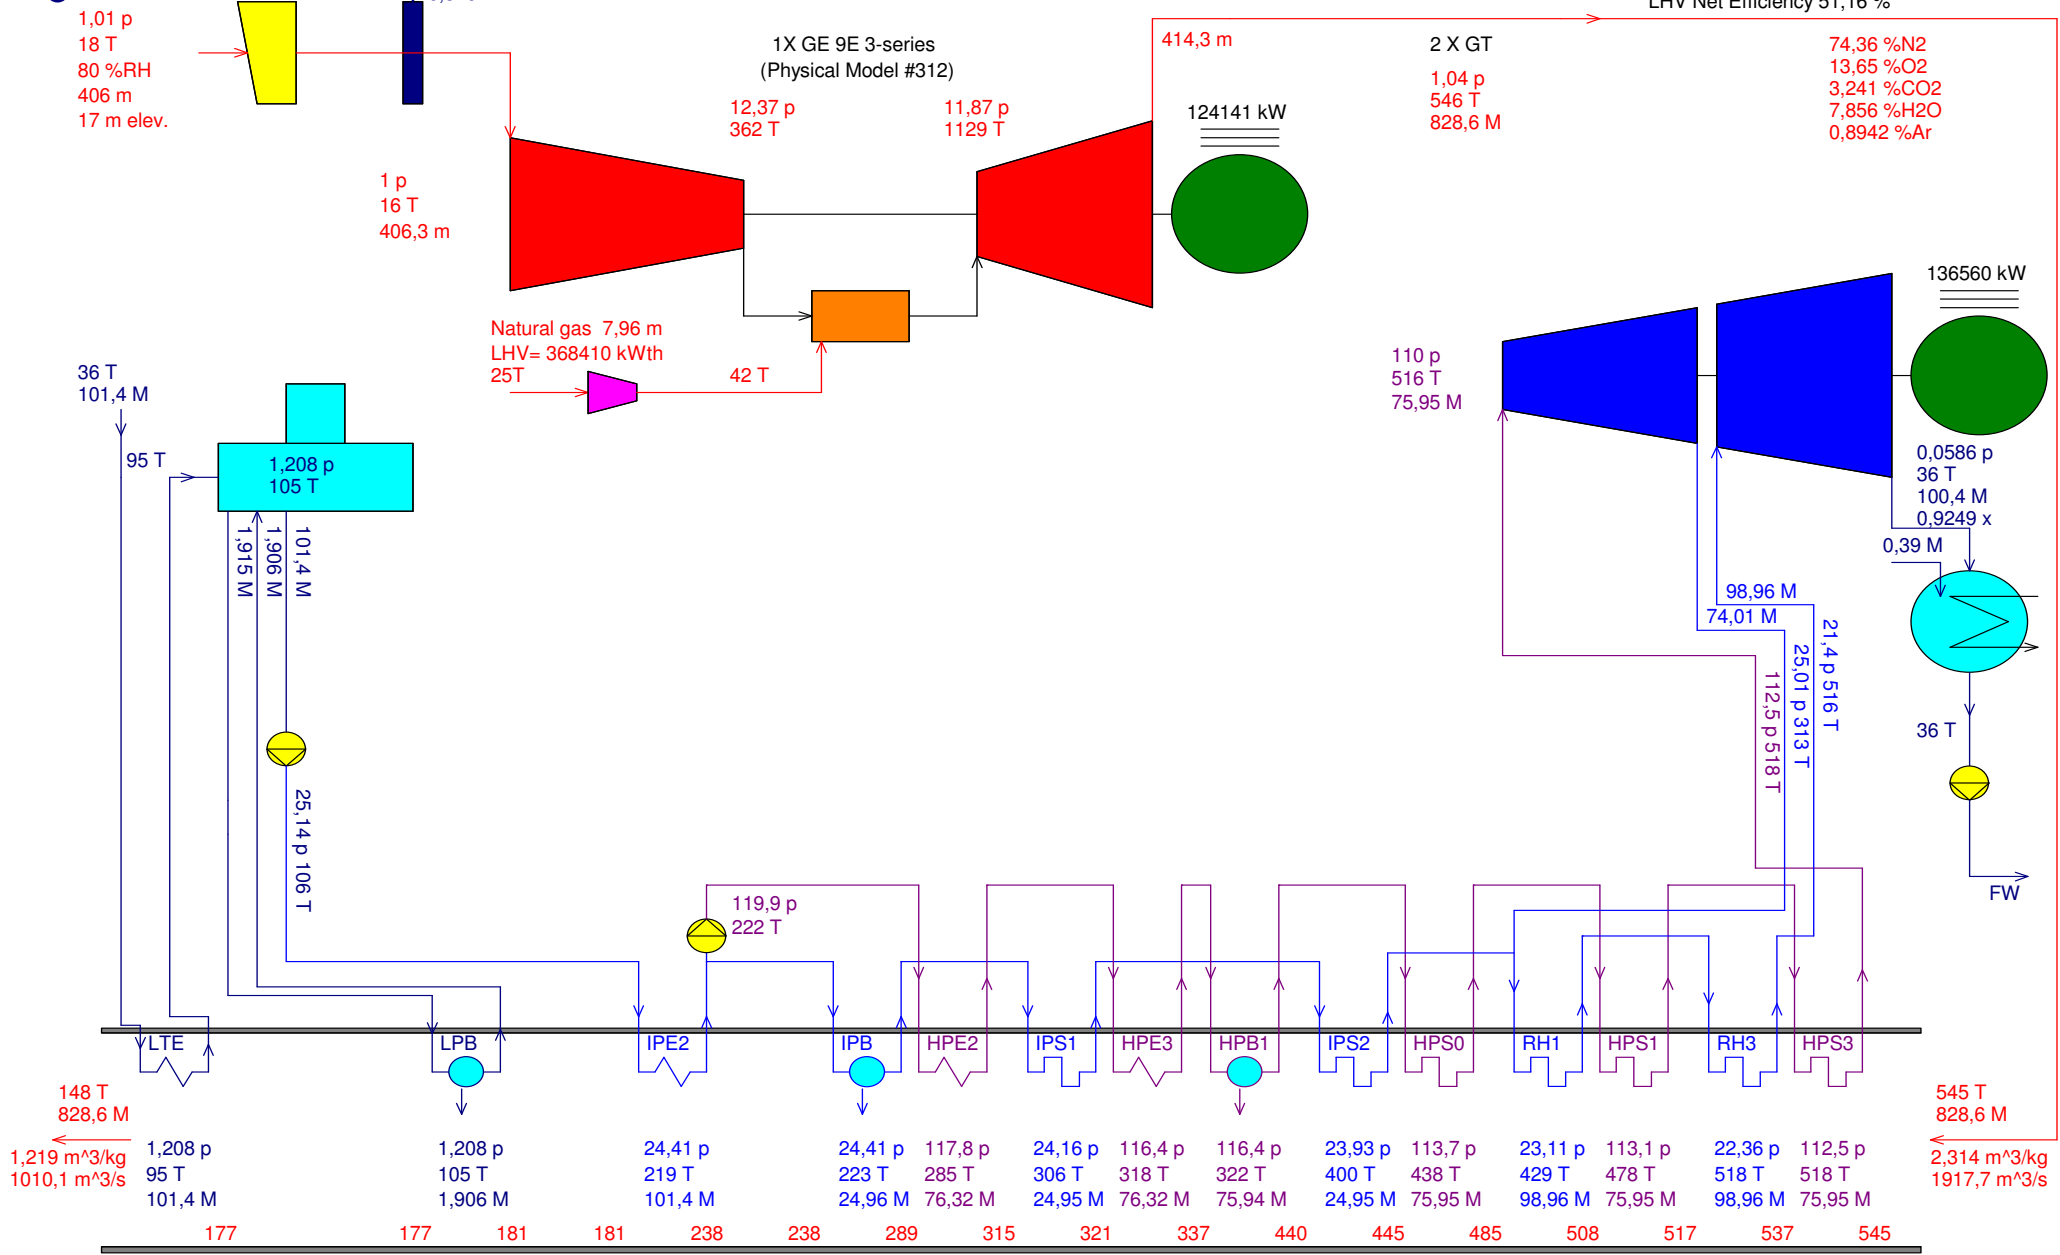 LHV Net Efficiency 51,16 %
1,01 p
18 T
80 %RH
406 m
17 m elev.
1X GE 9E 3-series
(Physical Model #312)
12,37 p
362 T
11,87 p
1129 T
414,3 m
124141 kW
2 X GT
1,04 p
546 T
828,6 M
74,36 %N2
13,65 %O2
3,241 %CO2
7,856 %H2O
0,8942 %Ar
1 p
16 T
406,3 m
Natural gas 7,96 m
LHV= 368410 kWth
25T
42 T
136560 kW
110 p
516 T
75,95 M
36 T
101,4 M
95 T
1,208 p
105 T
1,915 M
1,906 M
101,4 M
0,0586 p
36 T
100,4 M
0,9249 x
0,39 M
98,96 M
74,01 M
112,5 p 518 T
25,01 p 313 T
21,4 p 516 T
36 T
FW
25,14 p 106 T
119,9 p
222 T
LTE
LPB
IPE2
IPB
HPE2
IPS1
HPE3
HPB1
IPS2
HPS0
RH1
HPS1
RH3
HPS3
148 T
828,6 M
1,219 m^3/kg
1010,1 m^3/s
545 T
828,6 M
2,314 m^3/kg
1917,7 m^3/s
1,208 p
95 T
101,4 M
1,208 p
105 T
1,906 M
24,41 p
219 T
101,4 M
24,41 p
223 T
24,96 M
117,8 p
285 T
76,32 M
24,16 p
306 T
24,95 M
116,4 p
318 T
76,32 M
116,4 p
322 T
75,94 M
23,93 p
400 T
24,95 M
113,7 p
438 T
75,95 M
23,11 p
429 T
98,96 M
113,1 p
478 T
75,95 M
22,36 p
518 T
98,96 M
112,5 p
518 T
75,95 M
177 177 181 181 238 238 289 315 321 337 440 445 485 508 517 537 545